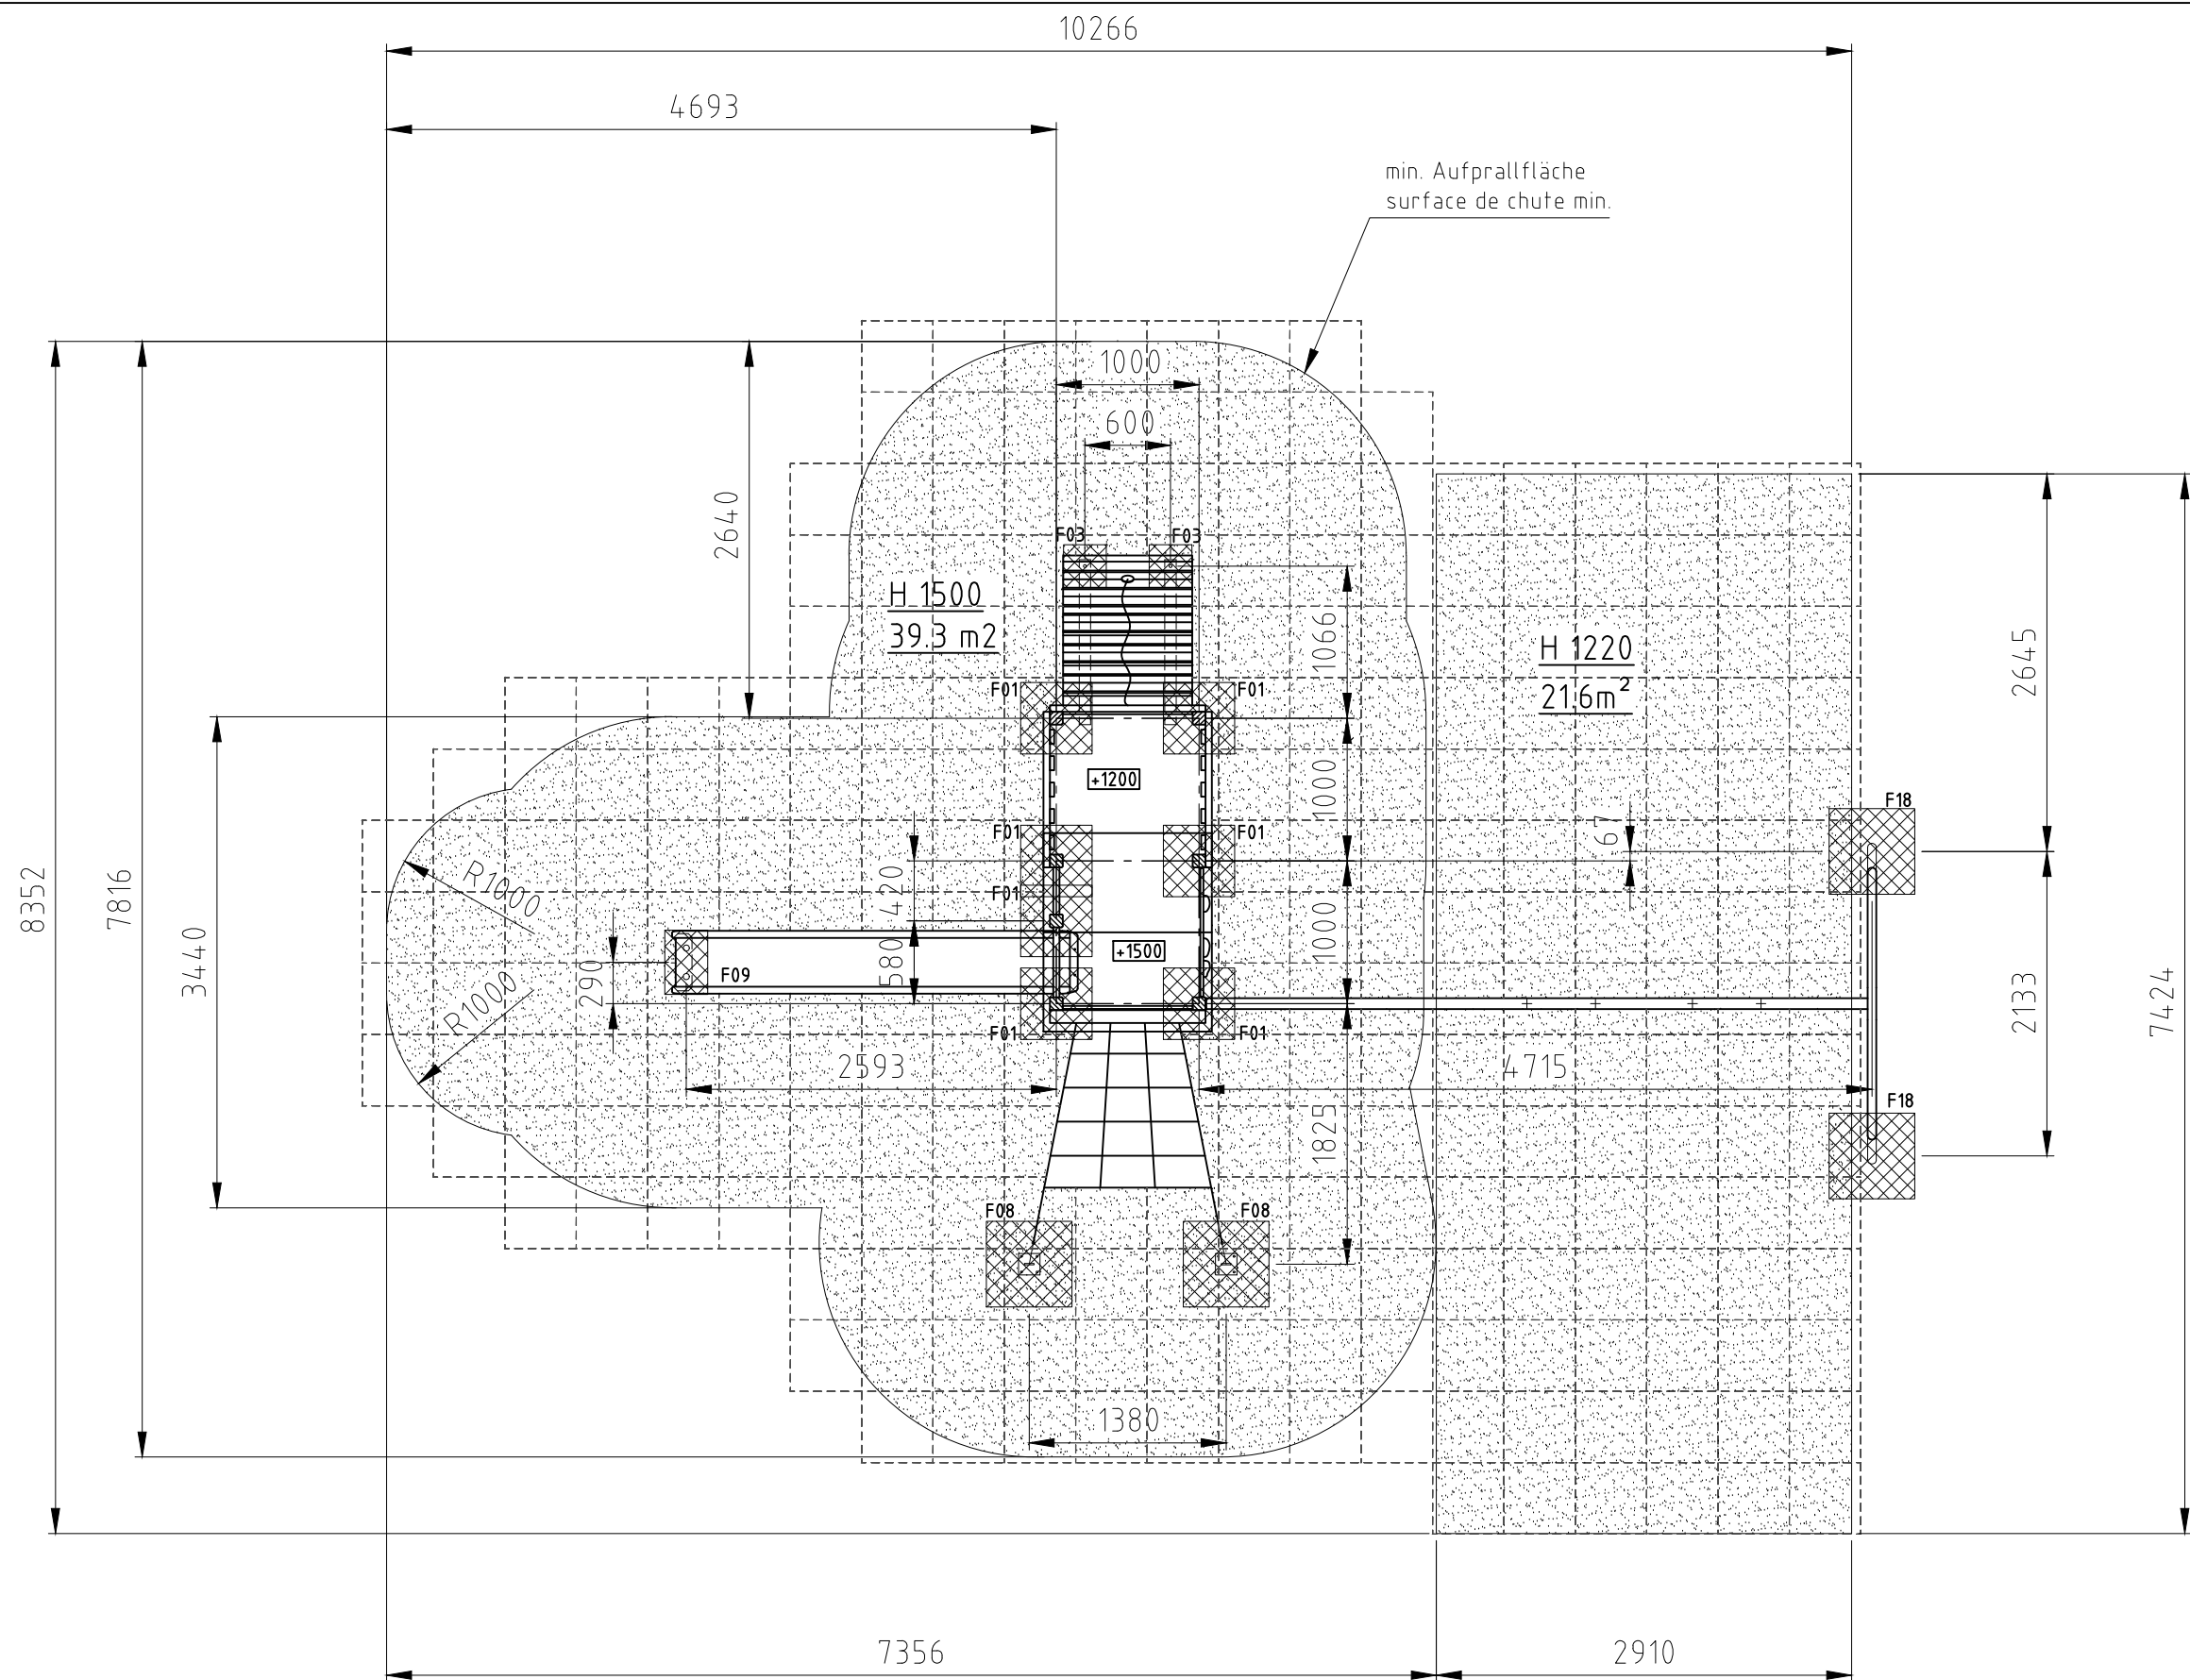 10266
4693
min. Aufprallfläche
surface de chute min.
1000
600
2640
F03
F03
H 1500
39.3 m2
1066
H 1220
21.6m²
2645
F01
F01
+1200
1000
67
F18
F01
F01
8352
7816
3440
R1000
420
F01
1000
+1500
580
290
F09
R1000
2133
7424
F01
F01
2593
4715
1825
F18
F08
F08
1380
7356
2910